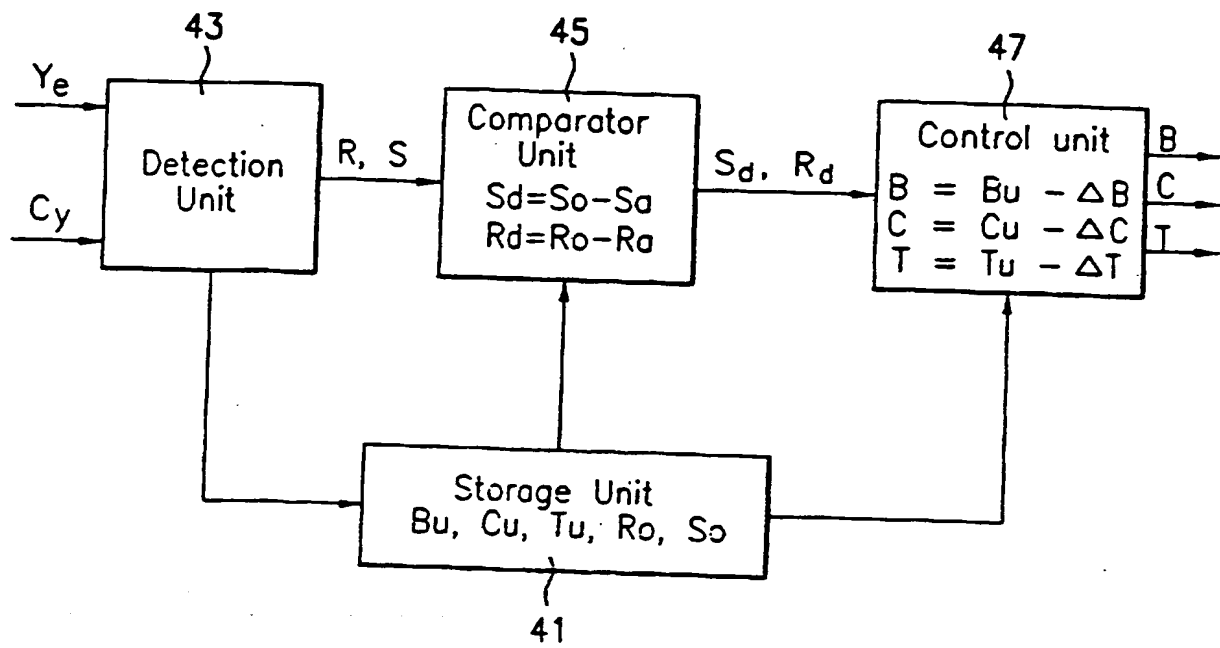 43
45
47
Ye
Cy
Detection
Unit
R, S
Comparator
Unit
Sd=So-Sa
Rd=Ro-Ra
Sd, Rd
Control unit
B = Bu - ΔB
C = Cu - ΔC
T = Tu - ΔT
B
C
T
Storage Unit
Bu, Cu, Tu, Ro, So
41